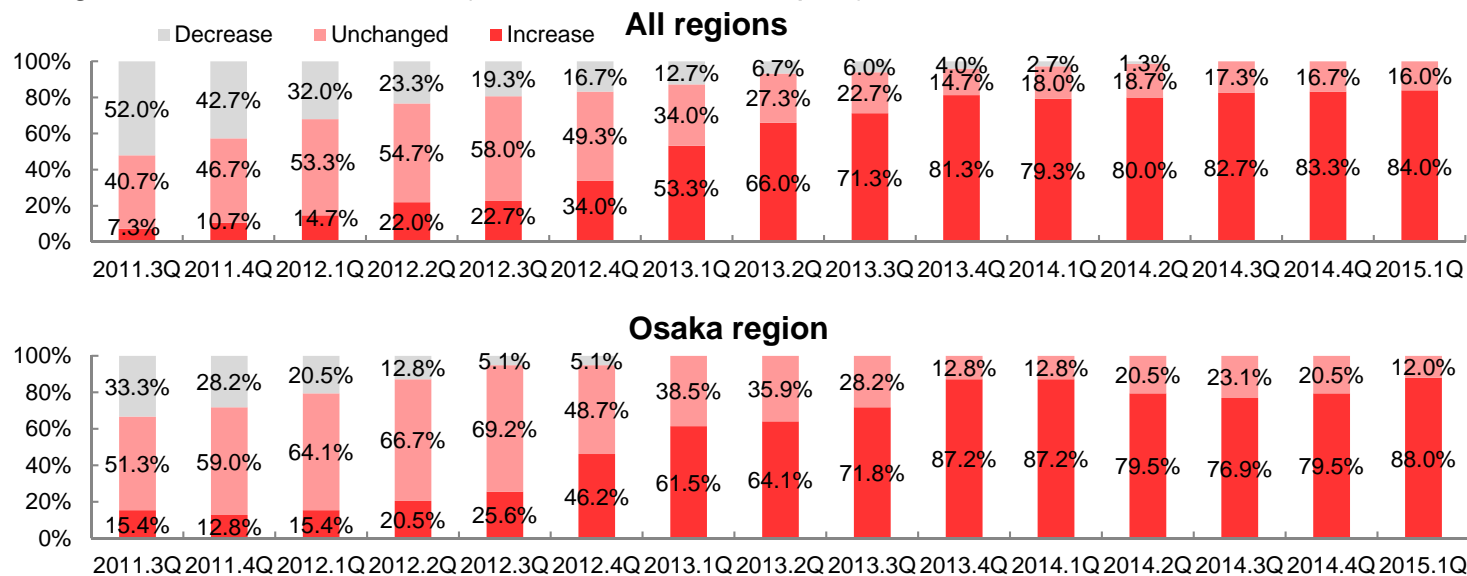 All regions
Decrease Unchanged Increase
100%
80%
60%
40%
20%
0%
52.0% 42.7% 32.0% 23.3% 19.3% 16.7% 12.7% 6.7% 6.0% 4.0% 2.7% 1.3%
40.7% 46.7% 53.3% 54.7% 58.0% 49.3% 34.0% 27.3% 22.7% 14.7% 18.0% 18.7% 17.3% 16.7% 16.0%
7.3% 10.7% 14.7% 22.0% 22.7% 34.0% 53.3% 66.0% 71.3% 81.3% 79.3% 80.0% 82.7% 83.3% 84.0%
2011.3Q 2011.4Q 2012.1Q 2012.2Q 2012.3Q 2012.4Q 2013.1Q 2013.2Q 2013.3Q 2013.4Q 2014.1Q 2014.2Q 2014.3Q 2014.4Q 2015.1Q
Osaka region
100%
80%
60%
40%
20%
0%
33.3% 28.2% 20.5% 12.8% 5.1% 5.1%
51.3% 59.0% 64.1% 66.7% 69.2% 48.7% 38.5% 35.9% 28.2% 12.8% 12.8% 20.5% 23.1% 20.5% 12.0%
15.4% 12.8% 15.4% 20.5% 25.6% 46.2% 61.5% 64.1% 71.8% 87.2% 87.2% 79.5% 76.9% 79.5% 88.0%
2011.3Q 2011.4Q 2012.1Q 2012.2Q 2012.3Q 2012.4Q 2013.1Q 2013.2Q 2013.3Q 2013.4Q 2014.1Q 2014.2Q 2014.3Q 2014.4Q 2015.1Q